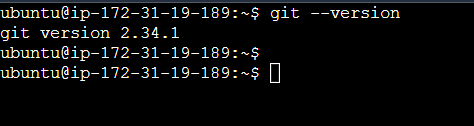 ubuntu@ip-172-31-19-189:~$ git --version
git version 2.34.1
ubuntu@ip-172-31-19-189:~$
ubuntu@ip-172-31-19-189:~$